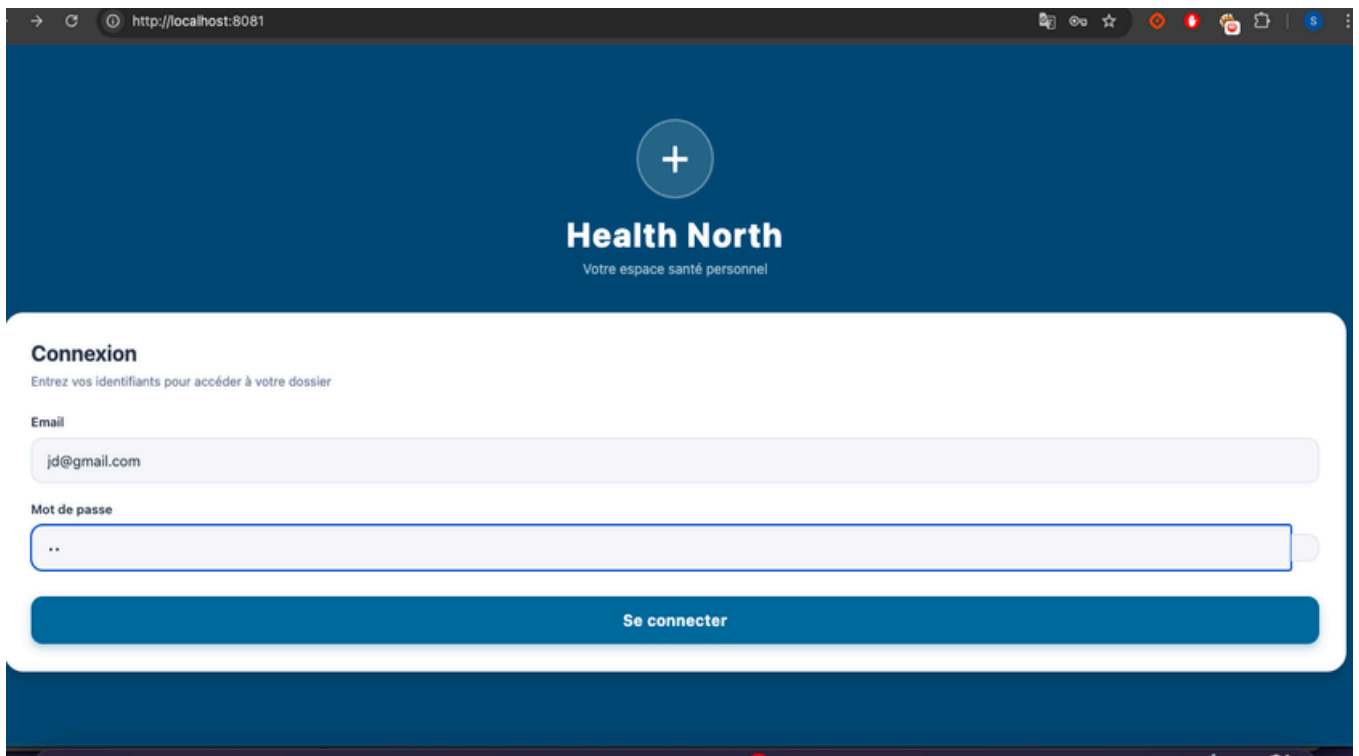 http://localhost:8081
S
Health North
Votre espace santé personnel
Connexion
Entrez vos identifiants pour accéder à votre dossier
Email
jd@gmail.com
Mot de passe
Se connecter